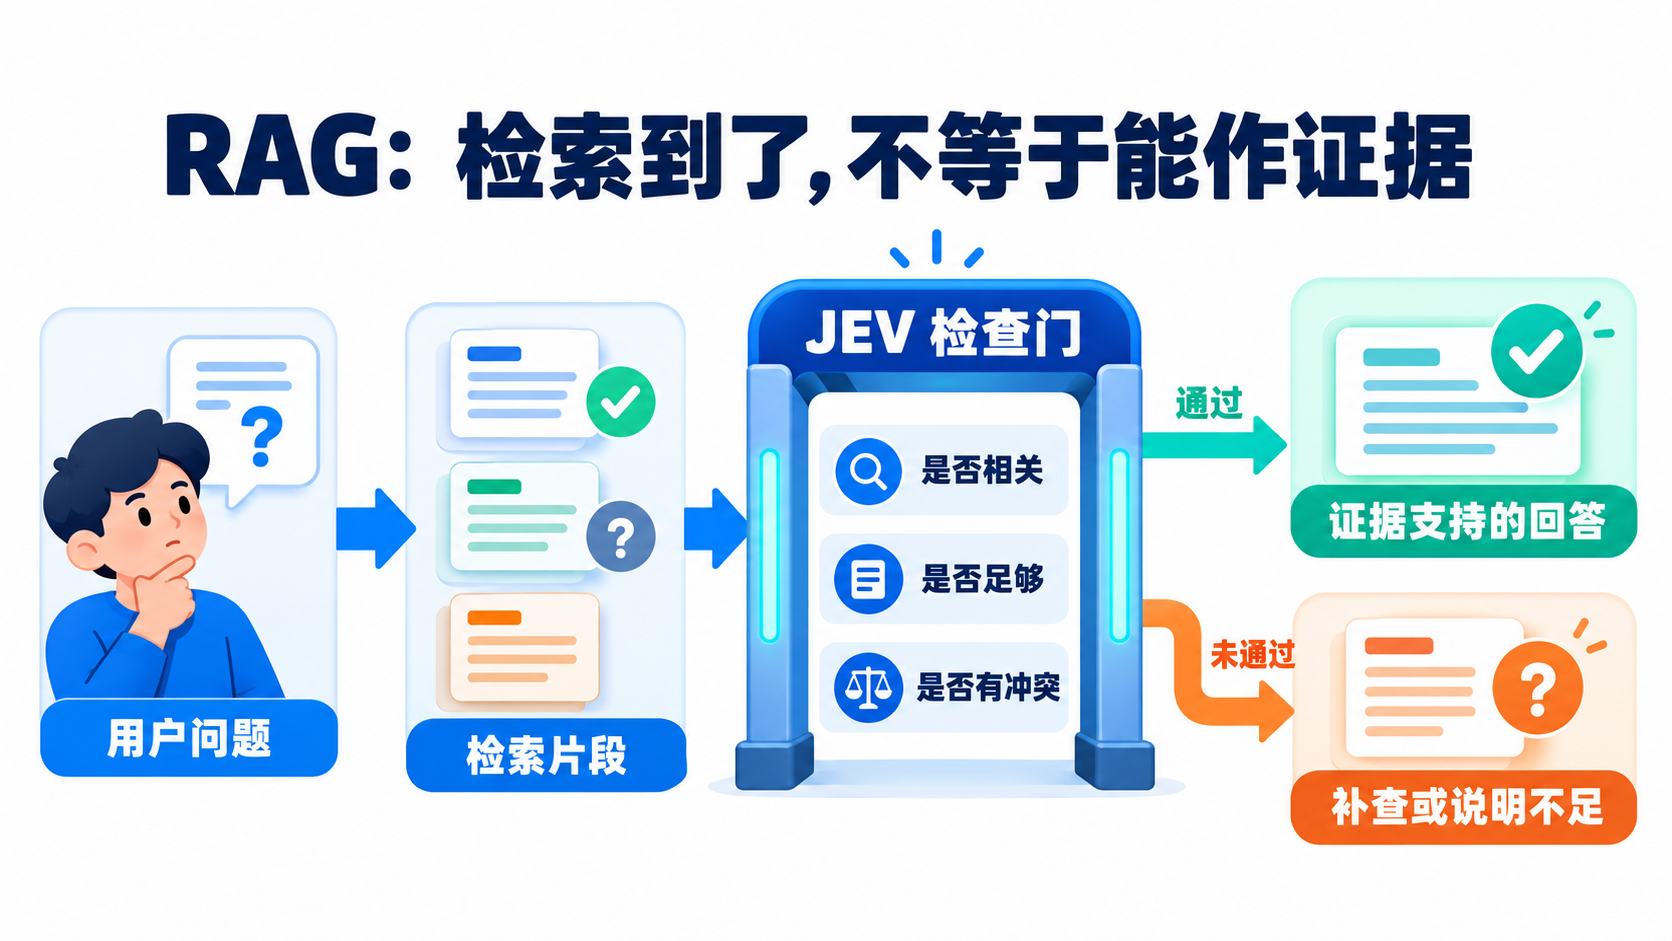 RAG: 检索到了,不等于能作证据
用户问题
检索片段
JEV 检查门
是否相关
是否足够
是否有冲突
通过
证据支持的回答
未通过
补查或说明不足